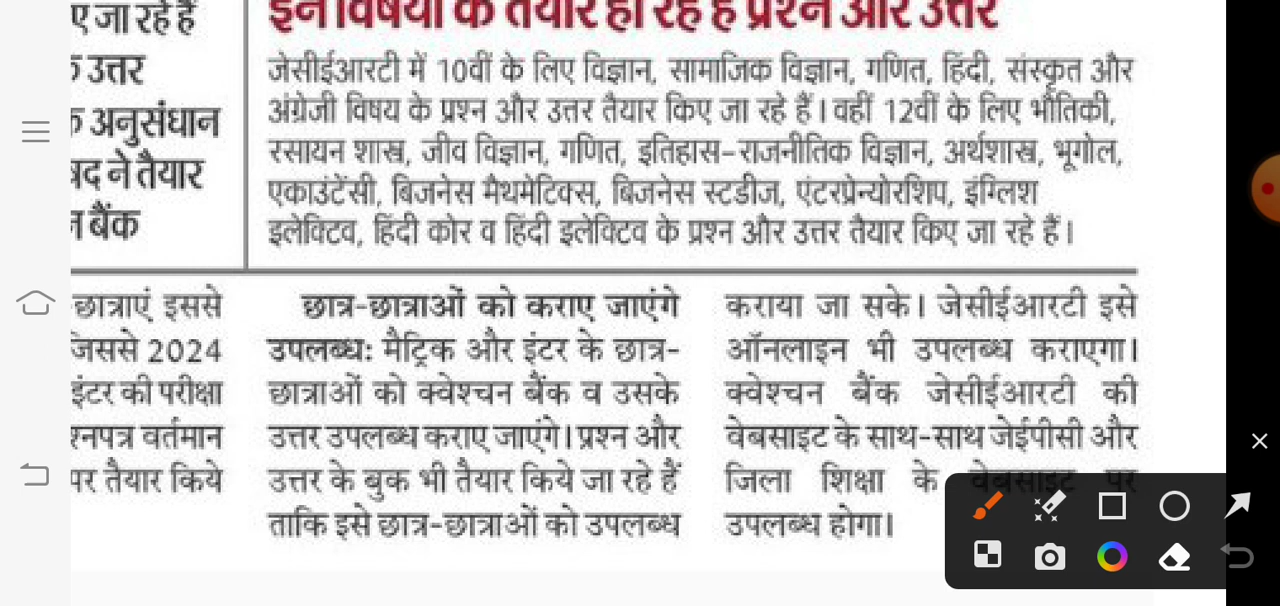 ए जा रहे हैं
उत्तर
अनुसंधान
ने तैयार
बैंक
इन विषयों के तैयार हो रहे हैं प्रश्न और उत्तर
जेसीईआरटी में 10वीं के लिए विज्ञान, सामाजिक विज्ञान, गणित, हिंदी, संस्कृत और
अंग्रेजी विषय के प्रश्न और उत्तर तैयार किए जा रहे हैं। वहीं 12वीं के लिए भौतिकी,
रसायन शास्त्र, जीव विज्ञान, गणित, इतिहास-राजनीतिक विज्ञान, अर्थशास्त्र, भूगोल,
एकाउंटेंसी, बिजनेस मैथमेटिक्स, बिजनेस स्टडीज, एंटरप्रेन्योरशिप, इंग्लिश
इलेक्टिव, हिंदी कोर व हिंदी इलेक्टिव के प्रश्न और उत्तर तैयार किए जा रहे हैं।
छात्राएं इससे
जिससे 2024
इंटर की परीक्षा
श्नपत्र वर्तमान
पर तैयार किये
छात्र-छात्राओं को कराए जाएंगे
उपलब्ध: मैट्रिक और इंटर के छात्र-
छात्राओं को क्वेश्चन बैंक व उसके
उत्तर उपलब्ध कराए जाएंगे। प्रश्न और
उत्तर के बुक भी तैयार किये जा रहे हैं
ताकि इसे छात्र-छात्राओं को उपलब्ध
कराया जा सके। जेसीईआरटी इसे
ऑनलाइन भी उपलब्ध कराएगा।
क्वेश्चन बैंक जेसीईआरटी की
वेबसाइट के साथ-साथ जेईपीसी और
जिला शिक्षा के वेबसाइट पर
उपलब्ध होगा।